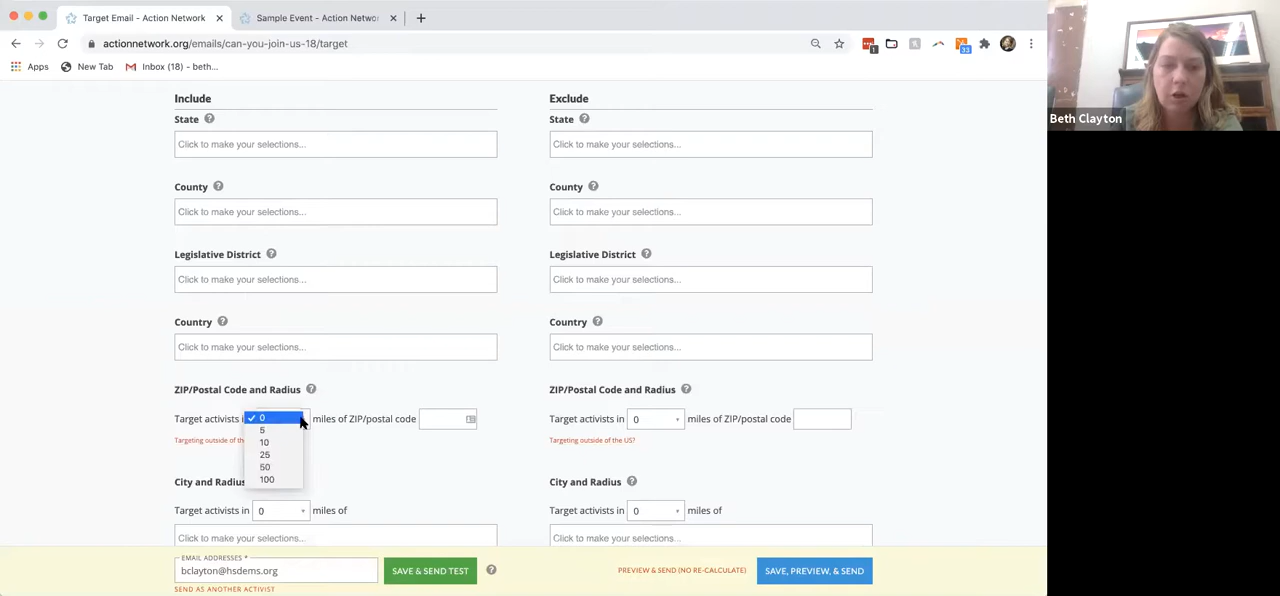 Target Email - Action Network
Sample Event - Action Networ
actionnetwork.org/emails/can-you-join-us-18/target
1
33
Apps
New Tab
Inbox (18) - beth...
Beth Clayton
Include
Exclude
State ?
State ?
Click to make your selections...
Click to make your selections...
County ?
County ?
Click to make your selections...
Click to make your selections...
Legislative District ?
Legislative District ?
Click to make your selections...
Click to make your selections...
Country ?
Country ?
Click to make your selections...
Click to make your selections...
ZIP/Postal Code and Radius ?
ZIP/Postal Code and Radius ?
Target activists i
✓ 0
5
10
25
50
100
miles of ZIP/postal code
Target activists in 0 miles of ZIP/postal code
Targeting outside of the
Targeting outside of the US?
City and Radius
City and Radius ?
Target activists in 0 miles of
Target activists in 0 miles of
Click to make your selections...
Click to make your selections...
EMAIL ADDRESSES *
bclayton@hsdems.org
SAVE & SEND TEST
?
PREVIEW & SEND (NO RE-CALCULATE)
SAVE, PREVIEW, & SEND
SEND AS ANOTHER ACTIVIST